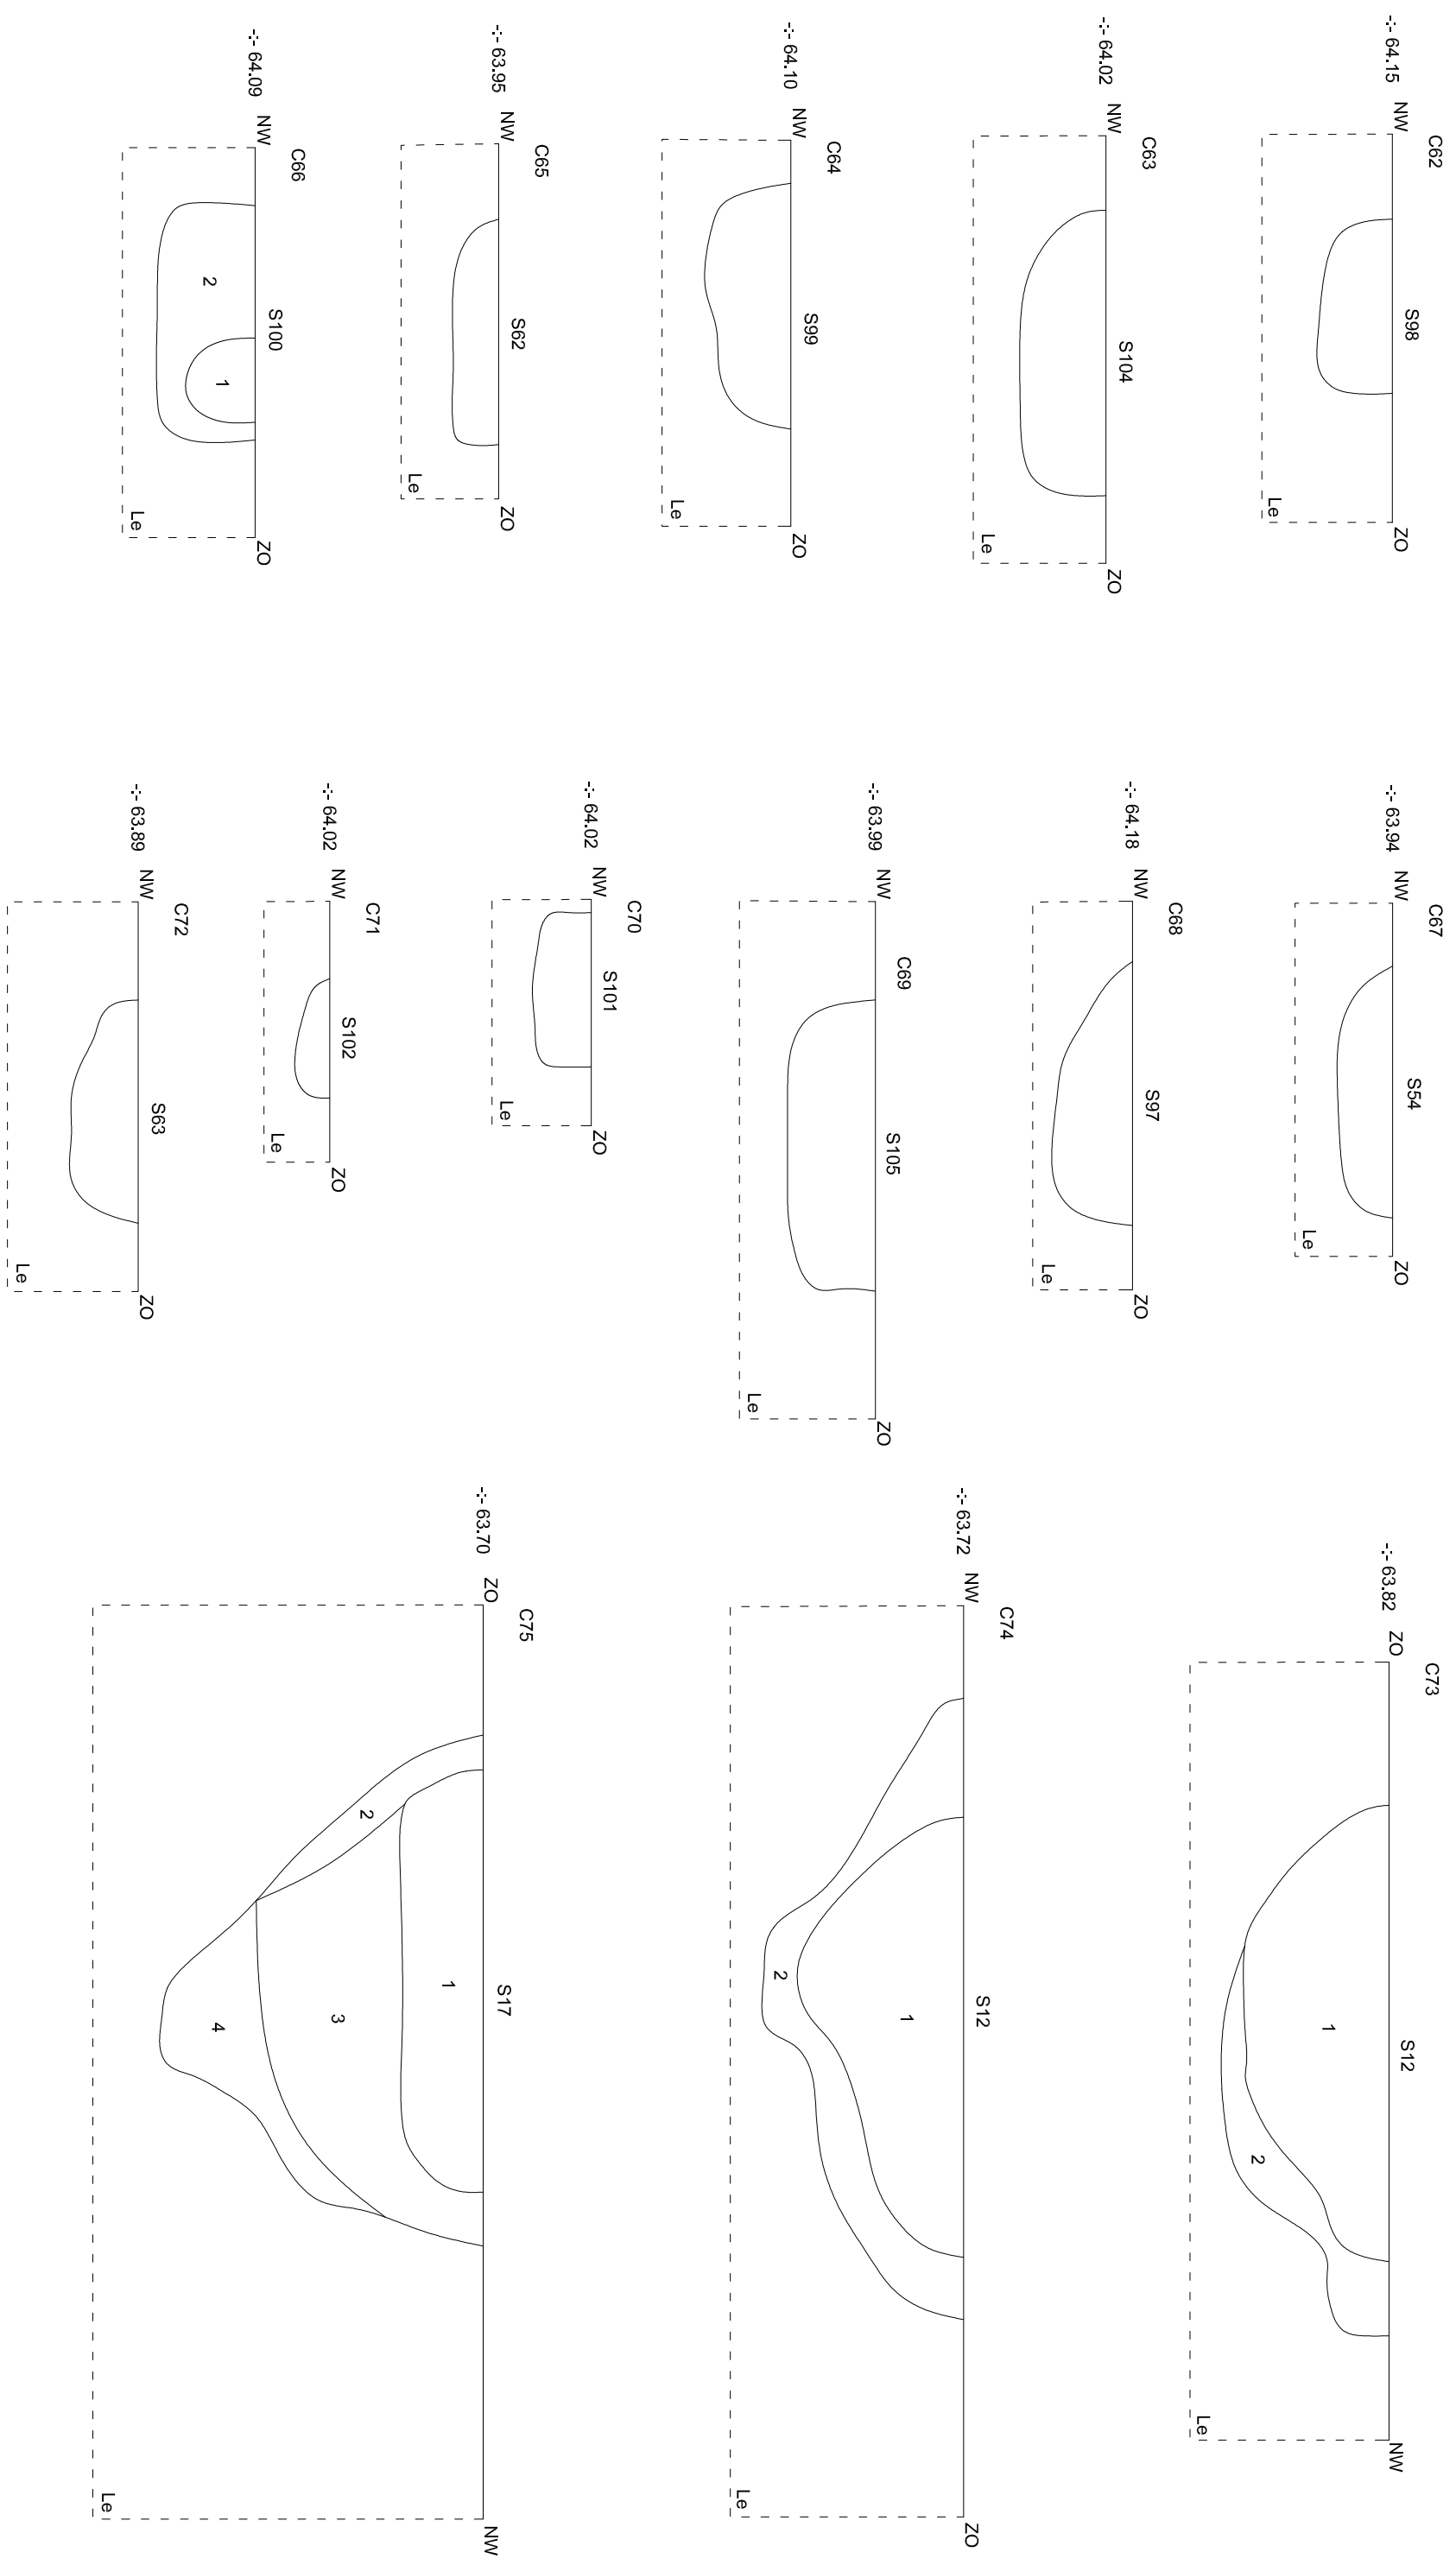 C62
-:- 64.15 NW S98 ZO
Le
C63
-:- 64.02 NW S104 ZO
Le
C64
-:- 64.10 NW S99 ZO
Le
C65
-:- 63.95 NW S62 ZO
Le
C66
-:- 64.09 NW S100 ZO
2 1
Le
C67
-:- 63.94 NW S54 ZO
Le
C68
-:- 64.18 NW S97 ZO
Le
C69
-:- 63.99 NW S105 ZO
Le
C70
-:- 64.02 NW S101 ZO
Le
C71
-:- 64.02 NW S102 ZO
Le
C72
-:- 63.89 NW S63 ZO
Le
C73
-:- 63.82 ZO S12 NW
1
2
Le
C74
-:- 63.72 NW S12 ZO
1
2
Le
C75
-:- 63.70 ZO S17 NW
1
2
3
4
Le